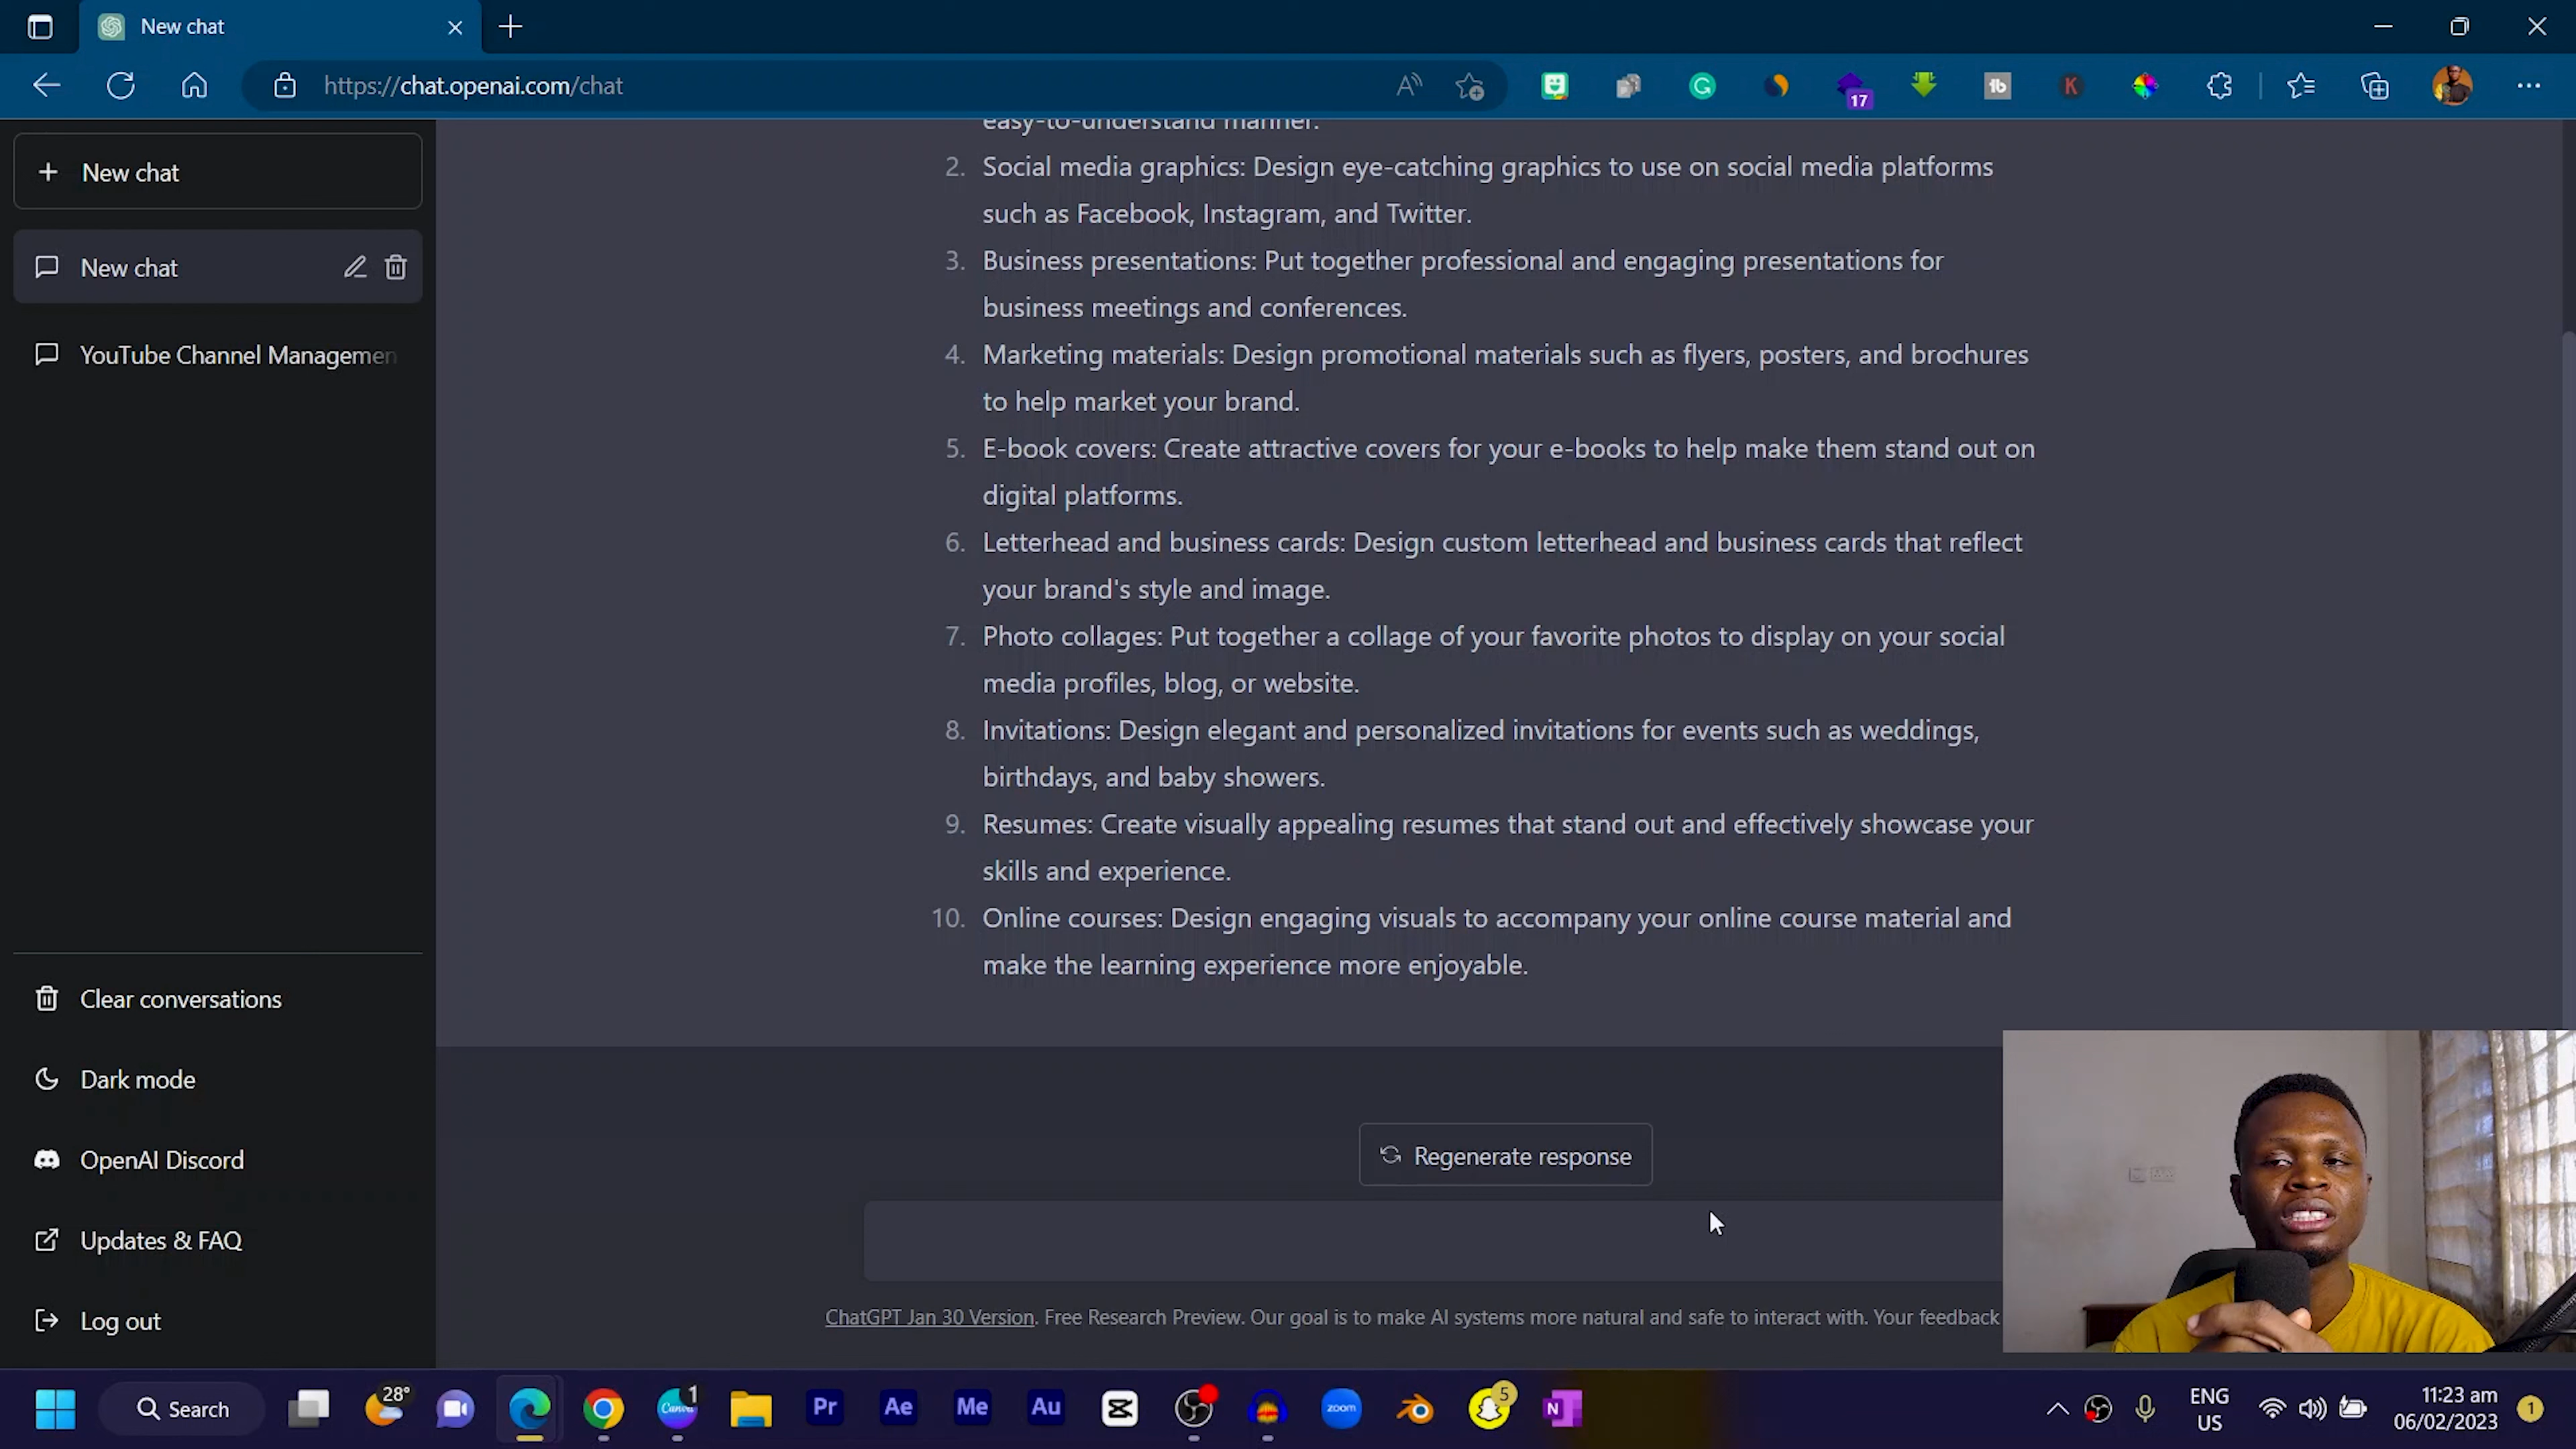 New chat
https://chat.openai.com/chat
17
New chat
New chat
YouTube Channel Managemen
easy-to-understand manner.
2. Social media graphics: Design eye-catching graphics to use on social media platforms
such as Facebook, Instagram, and Twitter.
3. Business presentations: Put together professional and engaging presentations for
business meetings and conferences.
4. Marketing materials: Design promotional materials such as flyers, posters, and brochures
to help market your brand.
5. E-book covers: Create attractive covers for your e-books to help make them stand out on
digital platforms.
6. Letterhead and business cards: Design custom letterhead and business cards that reflect
your brand's style and image.
7. Photo collages: Put together a collage of your favorite photos to display on your social
media profiles, blog, or website.
8. Invitations: Design elegant and personalized invitations for events such as weddings,
birthdays, and baby showers.
9. Resumes: Create visually appealing resumes that stand out and effectively showcase your
skills and experience.
10. Online courses: Design engaging visuals to accompany your online course material and
make the learning experience more enjoyable.
Clear conversations
Dark mode
OpenAI Discord
Updates & FAQ
Log out
Regenerate response
ChatGPT Jan 30 Version. Free Research Preview. Our goal is to make AI systems more natural and safe to interact with. Your feedback
Search
28°
1
Canva
Pr
Ae
Me
Au
zoom
5
N
ENG
US
11:23 am
06/02/2023
1